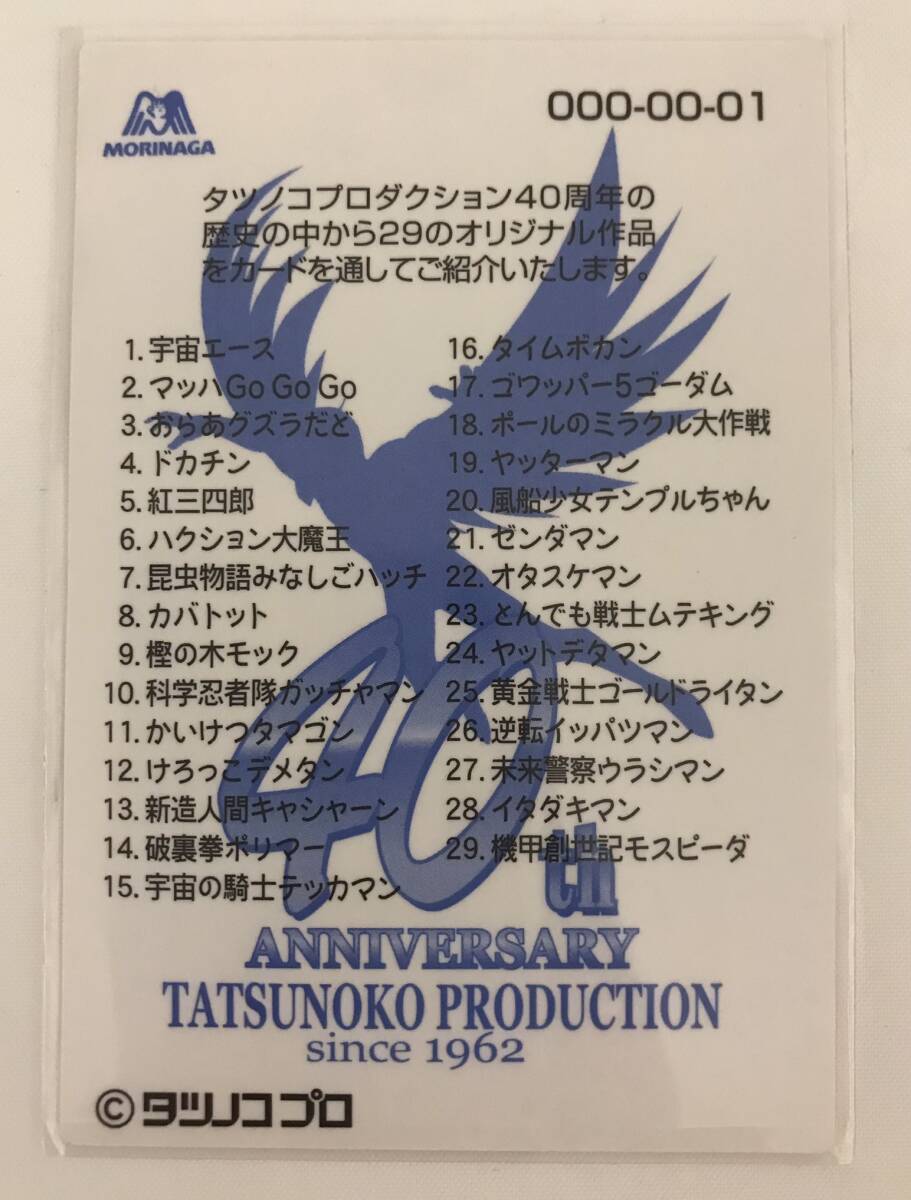 MORINAGA
000-00-01
タツノコプロダクション40周年の
歴史の中から29のオリジナル作品
をカードを通してご紹介いたします。
1. 宇宙エース
2. マッハGo Go Go
3. おらあグズラだど
4. ドカチン
5. 紅三四郎
6. ハクション大魔王
7. 昆虫物語みなしごハッチ
8. カバトット
9. 樫の木モック
10. 科学忍者隊ガッチャマン
11. かいけつタマゴン
12. けろっこデメタン
13. 新造人間キャシャーン
14. 破裏拳ポリマー
15. 宇宙の騎士テッカマン
16. タイムボカン
17. ゴワッパー5ゴーダム
18. ポールのミラクル大作戦
19. ヤッターマン
20. 風船少女テンプルちゃん
21. ゼンダマン
22. オタスケマン
23. とんでも戦士ムテキング
24. ヤットデタマン
25. 黄金戦士ゴールドライタン
26. 逆転イッパツマン
27. 未来警察ウラシマン
28. イタダキマン
29. 機甲創世記モスピーダ
40th
ANNIVERSARY
TATSUNOKO PRODUCTION
since 1962
©タツノコプロ